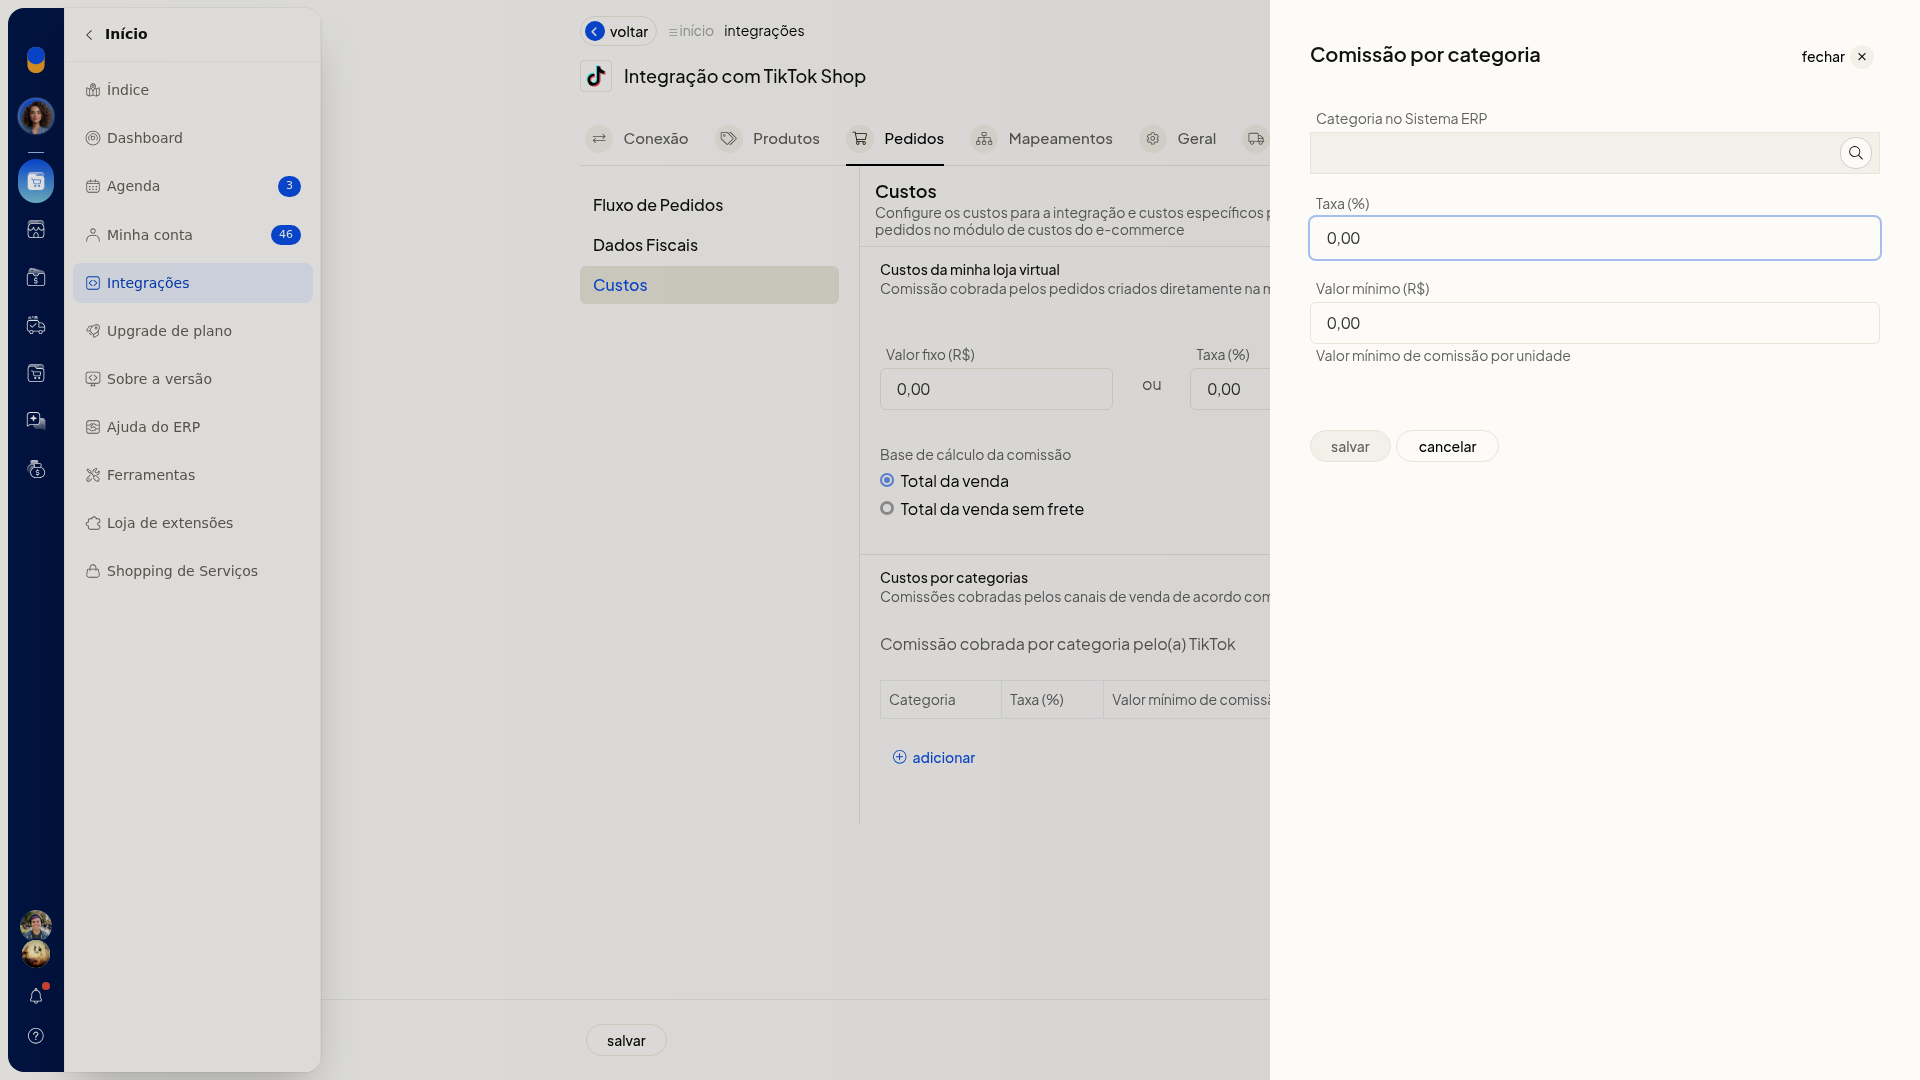 Início
Índice
Dashboard
Agenda
3
Minha conta
46
Integrações
Upgrade de plano
Sobre a versão
Ajuda do ERP
Ferramentas
Loja de extensões
Shopping de Serviços
voltar
início integrações
Integração com TikTok Shop
Conexão
Produtos
Pedidos
Mapeamentos
Geral
Fluxo de Pedidos
Dados Fiscais
Custos
Custos
Configure os custos para a integração e custos específicos
pedidos no módulo de custos do e-commerce
Custos da minha loja virtual
Comissão cobrada pelos pedidos criados diretamente na
Valor fixo (R$)
0,00
ou
Taxa (%)
0,00
Base de cálculo da comissão
Total da venda
Total da venda sem frete
Custos por categorias
Comissões cobradas pelos canais de venda de acordo com
Comissão cobrada por categoria pelo(a) TikTok
Categoria
Taxa (%)
Valor mínimo de comiss
adicionar
salvar
Comissão por categoria
fechar
Categoria no Sistema ERP
Taxa (%)
0,00
Valor mínimo (R$)
0,00
Valor mínimo de comissão por unidade
salvar
cancelar